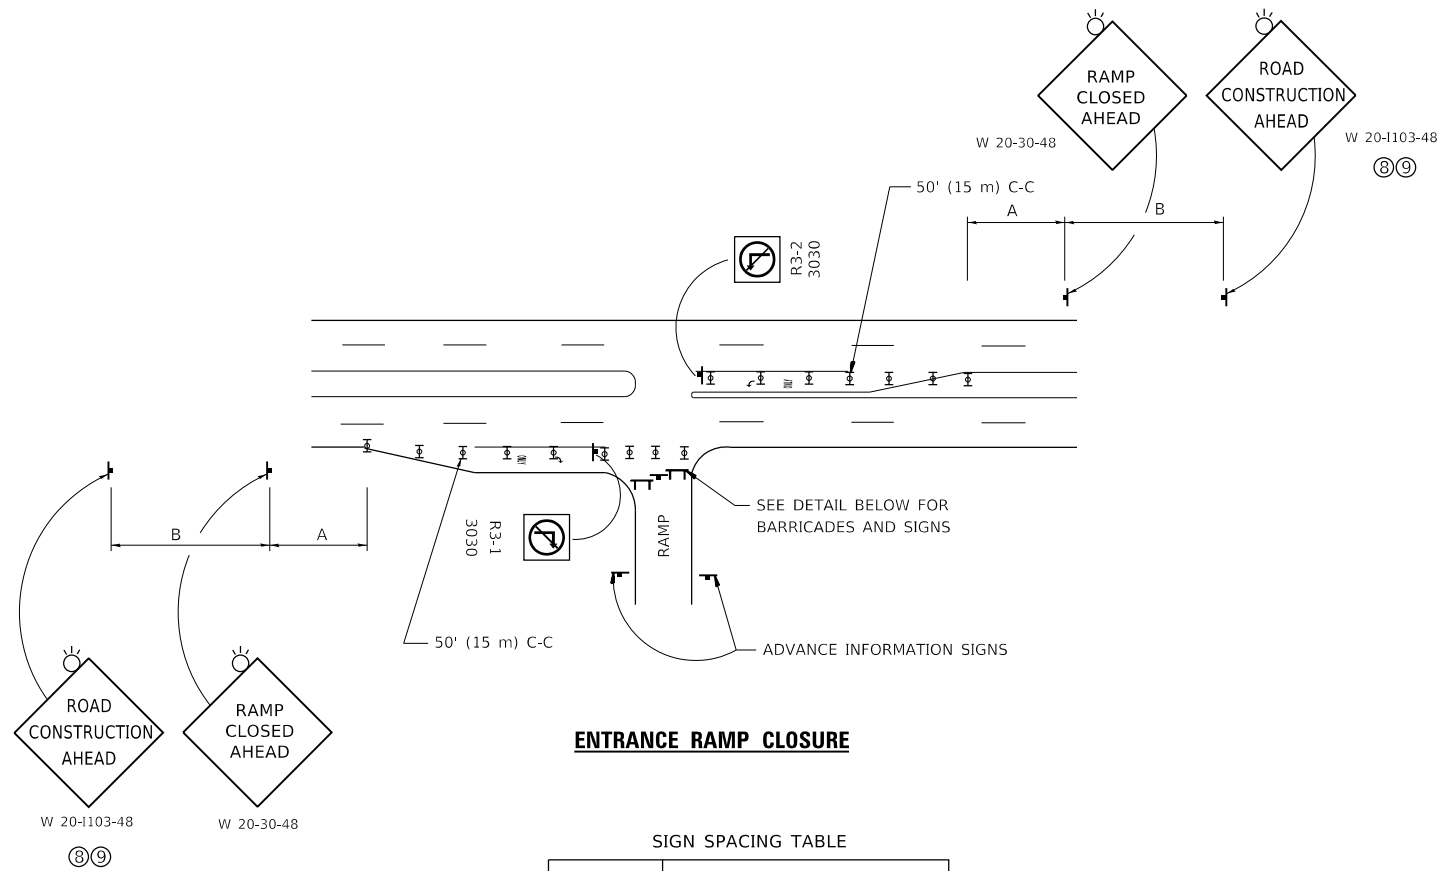 RAMP
CLOSED
AHEAD
W 20-30-48
ROAD
CONSTRUCTION
AHEAD
W 20-I103-48
⑧⑨
50' (15 m) C-C
A
B
R3-2
3030
ONLY
ONLY
SEE DETAIL BELOW FOR
BARRICADES AND SIGNS
RAMP
R3-1
3030
B
A
50' (15 m) C-C
ADVANCE INFORMATION SIGNS
ROAD
CONSTRUCTION
AHEAD
W 20-I103-48
⑧⑨
RAMP
CLOSED
AHEAD
W 20-30-48
ENTRANCE RAMP CLOSURE
SIGN SPACING TABLE